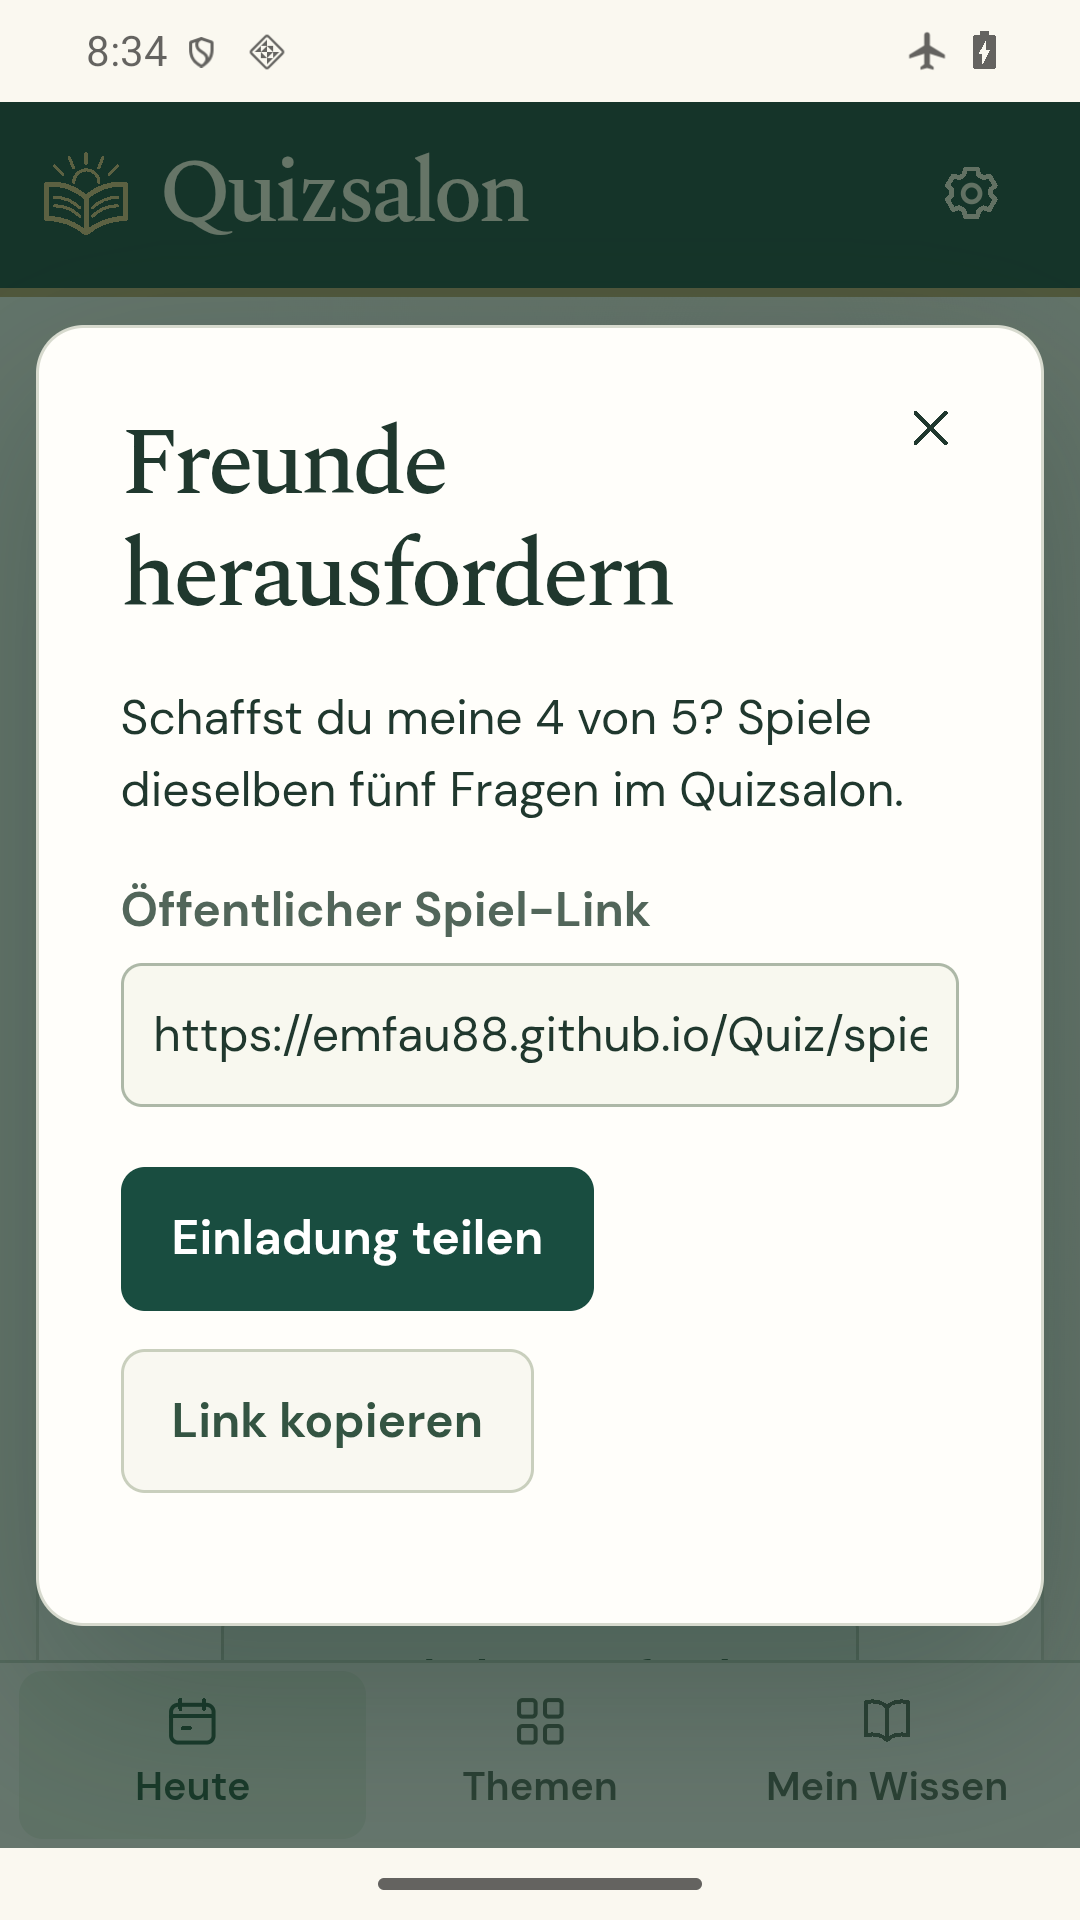 8:34
Quizsalon
Freunde
herausfordern
Schaffst du meine 4 von 5? Spiele
dieselben fünf Fragen im Quizsalon.
Öffentlicher Spiel-Link
https://emfau88.github.io/Quiz/spie
Einladung teilen
Link kopieren
Heute
Themen
Mein Wissen